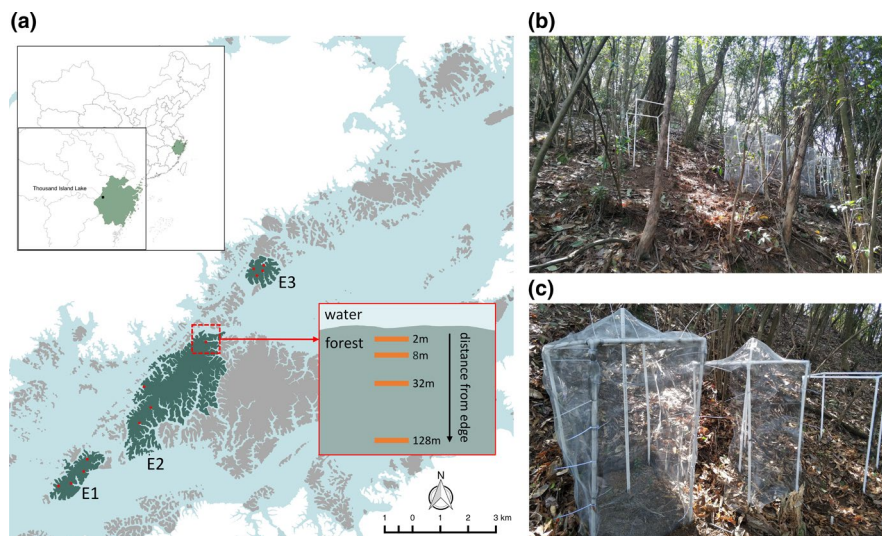 (a)
Thousand Island Lake
E3
E2
E1
water
forest
2m
8m
32m
128m
distance from edge
N
1 0 1 2 3 km
(b)
(c)